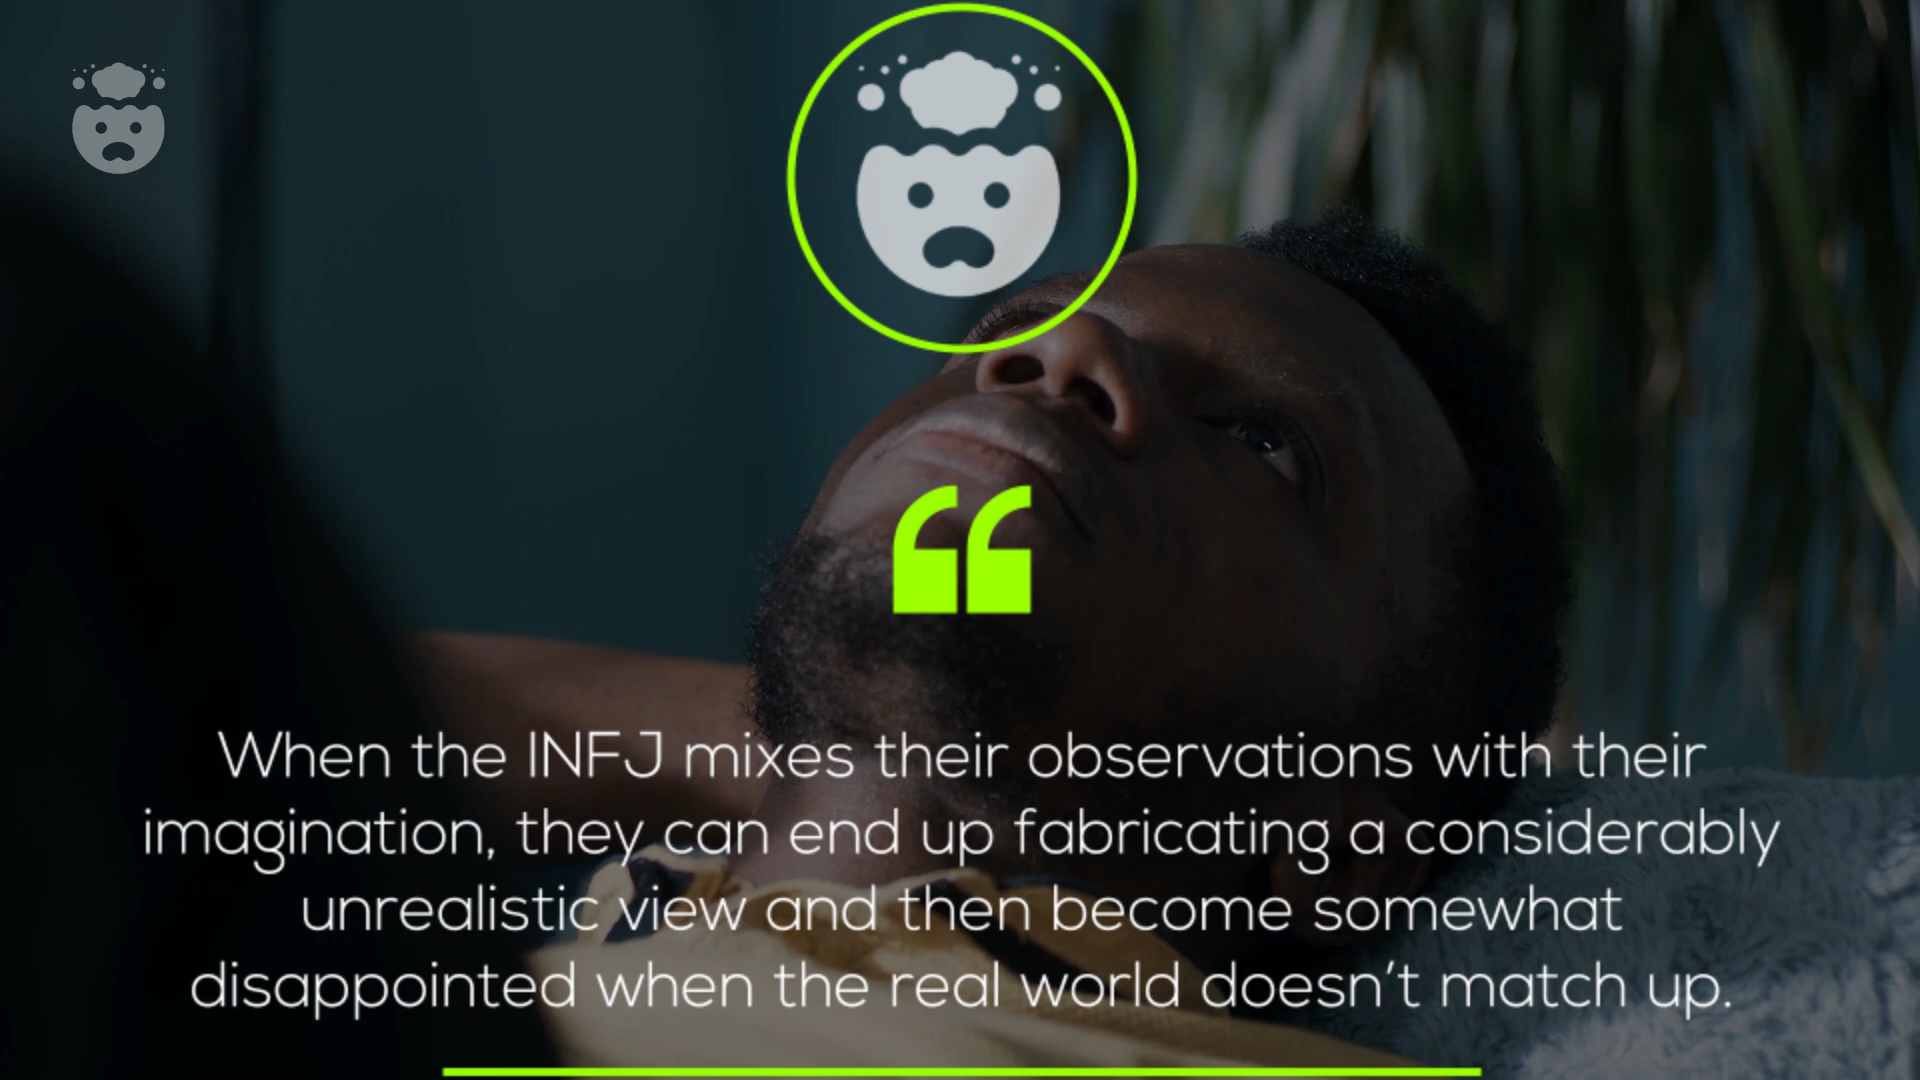 “
When the INFJ mixes their observations with their
imagination, they can end up fabricating a considerably
unrealistic view and then become somewhat
disappointed when the real world doesn’t match up.